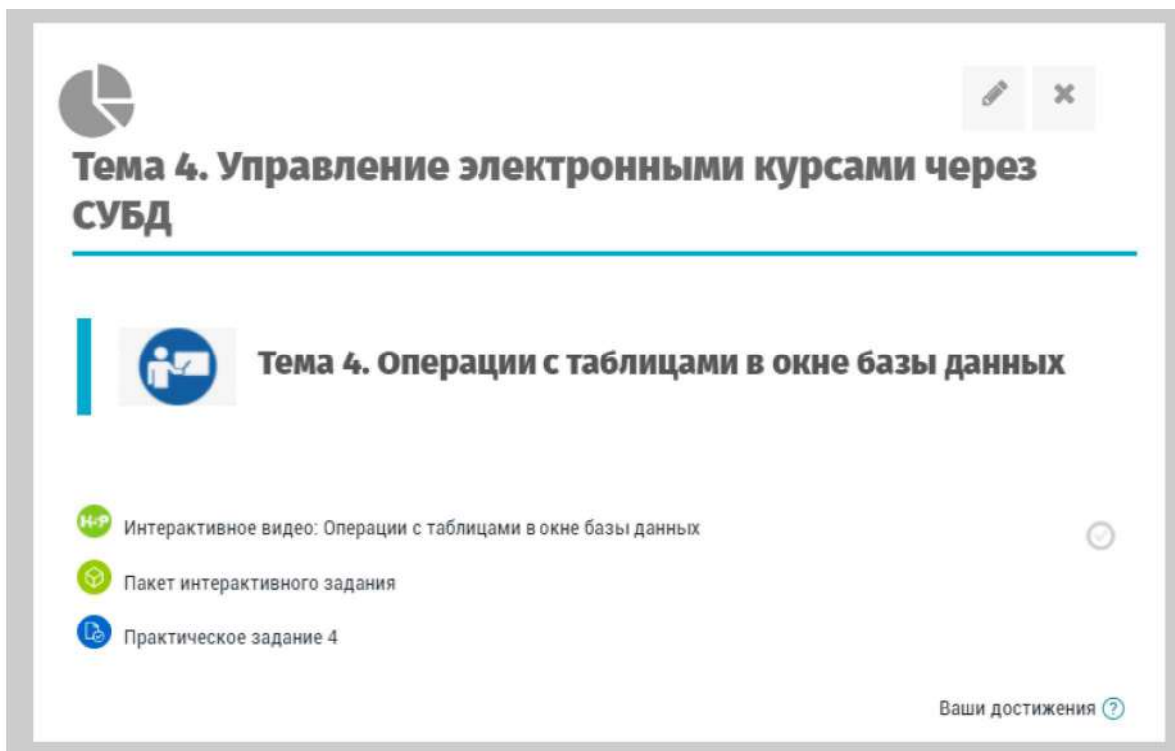 Тема 4. Управление электронными курсами через
СУБД
Тема 4. Операции с таблицами в окне базы данных
H-P Интерактивное видео: Операции с таблицами в окне базы данных
Пакет интерактивного задания
Практическое задание 4
Ваши достижения ?